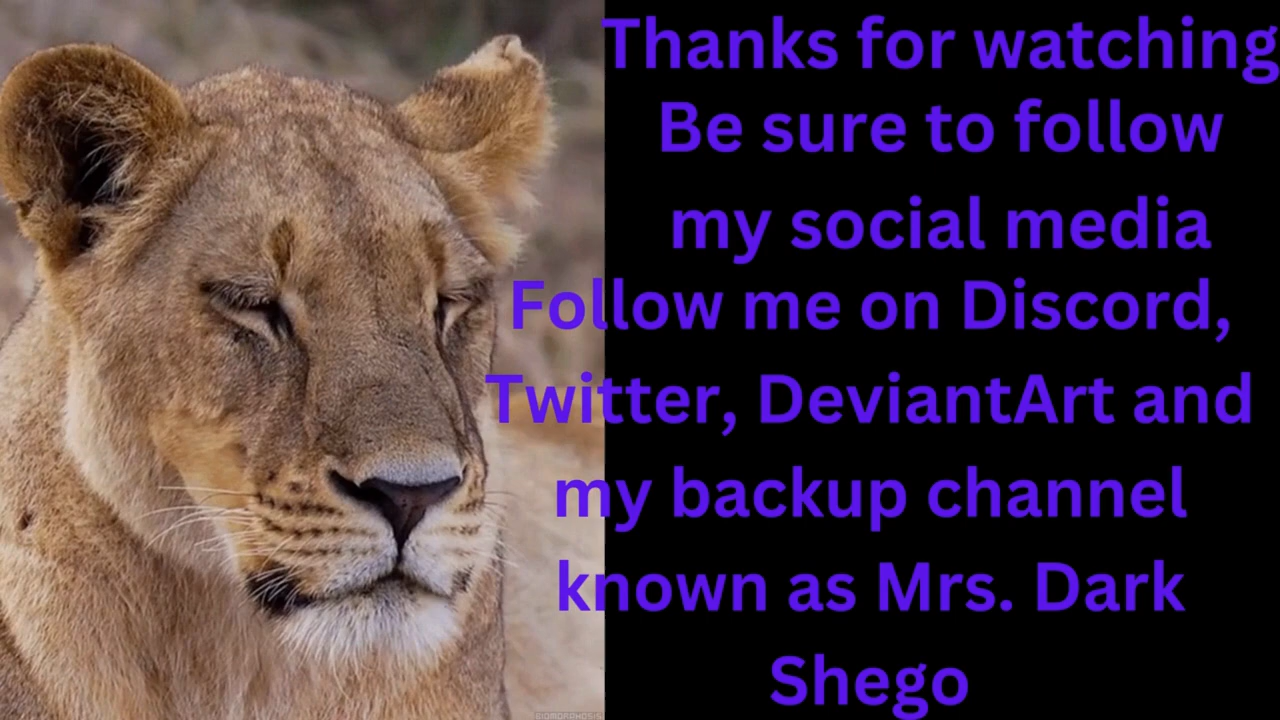 Thanks for watching
Be sure to follow
my social media
Follow me on Discord,
Twitter, DeviantArt and
my backup channel
known as Mrs. Dark
Shego
BIOMORPHOSIS